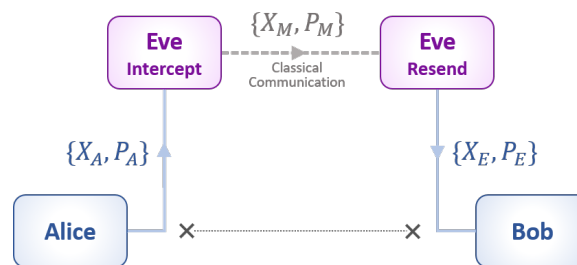 {X_M, P_M}
Eve
Intercept
Classical
Communication
Eve
Resend
{X_A, P_A}
{X_E, P_E}
Alice
Bob